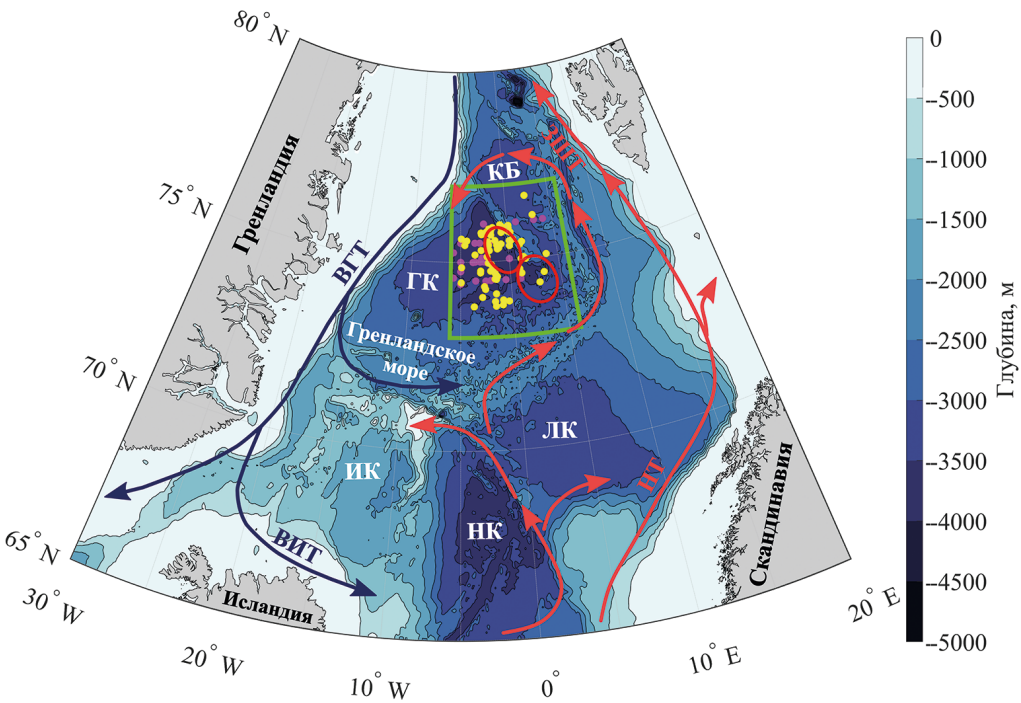 80°N
75°N
70°N
65°N
30°W
20°W
10°W
0°
10°E
20°E
Гренландия
ВГТ
ЗШТ
КБ
ГК
Гренландское
море
ЛК
ИК
НК
НТ
ВИТ
Исландия
Скандинавия
0
–500
–1000
–1500
–2000
–2500
–3000
–3500
–4000
–4500
–5000
Глубина, м